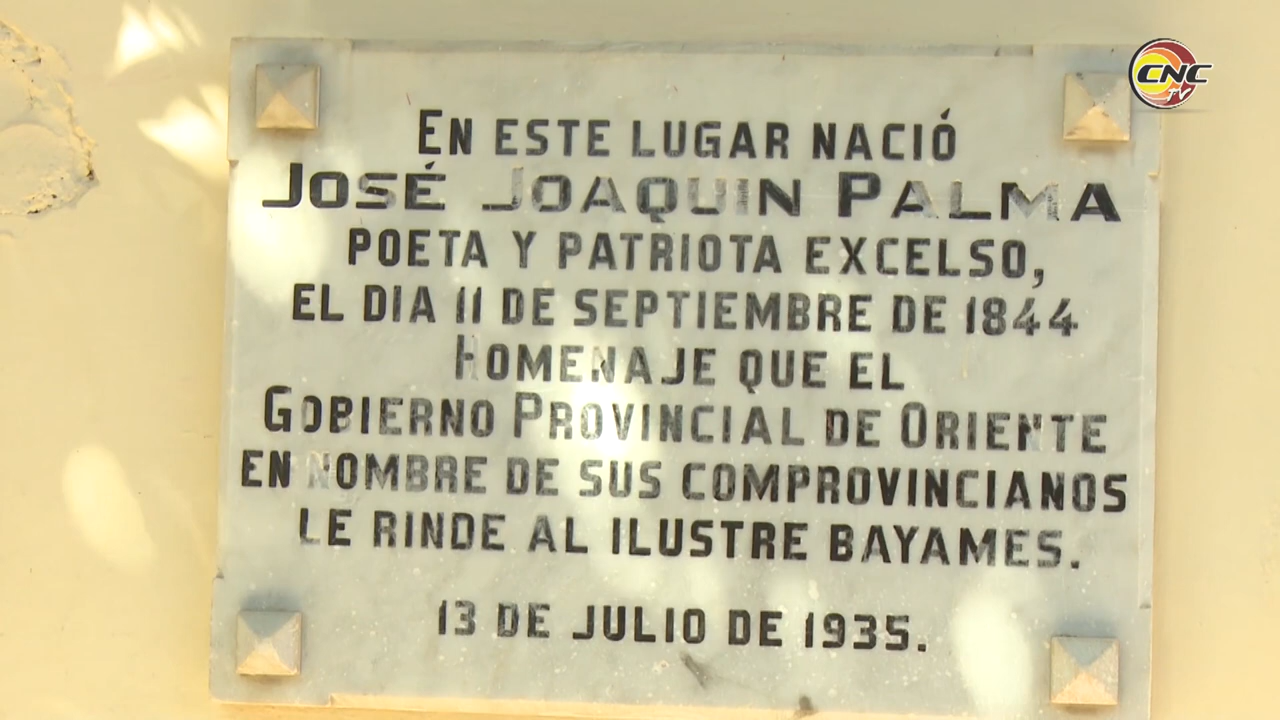 CNC TV
EN ESTE LUGAR NACIÓ
JOSÉ JOAQUIN PALMA
POETA Y PATRIOTA EXCELSO,
EL DIA 11 DE SEPTIEMBRE DE 1844
HOMENAJE QUE EL
GOBIERNO PROVINCIAL DE ORIENTE
EN NOMBRE DE SUS COMPROVINCIANOS
LE RINDE AL ILUSTRE BAYAMES.
13 DE JULIO DE 1935.